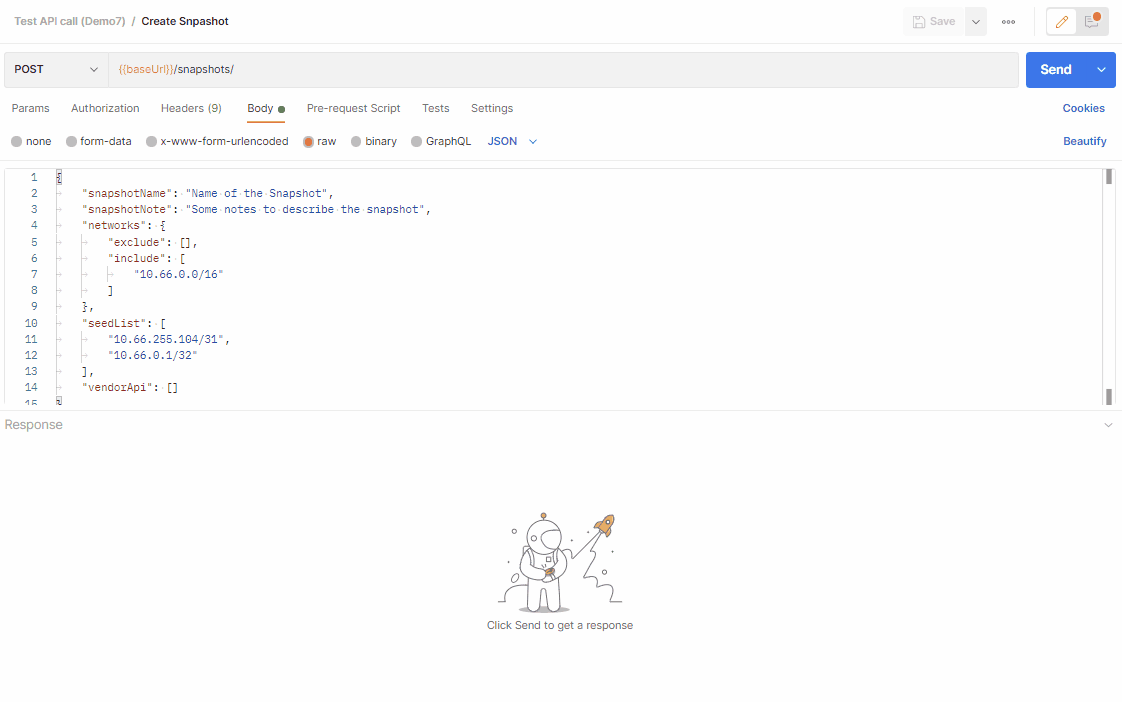 Test API call (Demo7) / Create Snpashot
Save
POST
{{baseUrl}}/snapshots/
Send
Params Authorization Headers (9) Body Pre-request Script Tests Settings Cookies
none form-data x-www-form-urlencoded raw binary GraphQL JSON Beautify
1 {
2 "snapshotName": "Name of the Snapshot",
3 "snapshotNote": "Some notes to describe the snapshot",
4 "networks": {
5 "exclude": [],
6 "include": [
7 "10.66.0.0/16"
8 ]
9 },
10 "seedList": [
11 "10.66.255.104/31",
12 "10.66.0.1/32"
13 ],
14 "vendorApi": []
15 }
Response
Click Send to get a response